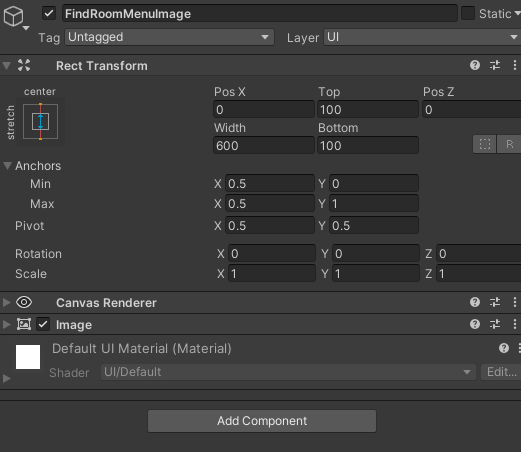 FindRoomMenuImage Static
Tag Untagged Layer UI
Rect Transform
center
stretch
Pos X Top Pos Z
0 100 0
Width Bottom
600 100 R
Anchors
Min X 0.5 Y 0
Max X 0.5 Y 1
Pivot X 0.5 Y 0.5
Rotation X 0 Y 0 Z 0
Scale X 1 Y 1 Z 1
Canvas Renderer
Image
Default UI Material (Material)
Shader UI/Default Edit...
Add Component